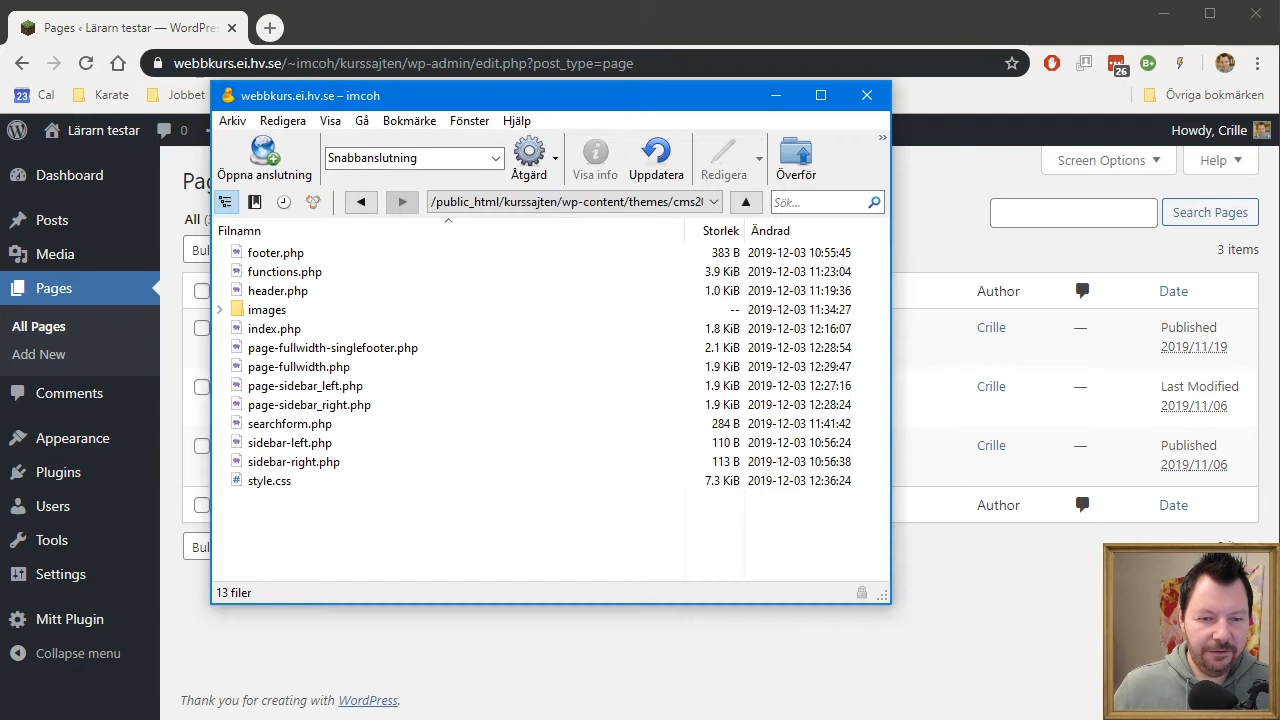 Pages ‹ Lärarn testar — WordPre
webbkurs.ei.hv.se/~imcoh/kurssajten/wp-admin/edit.php?post_type=page
26
23 Cal
Karate
Jobbet
Övriga bokmärken
Lärarn testar
0
Howdy, Crille
webbkurs.ei.hv.se – imcoh
Arkiv Redigera Visa Gå Bokmärke Fönster Hjälp
Öppna anslutning
Snabbanslutning
Åtgärd
Visa info
Uppdatera
Redigera
Överför
/public_html/kurssajten/wp-content/themes/cms20
Sök...
Filnamn Storlek Ändrad
footer.php 383 B 2019-12-03 10:55:45
functions.php 3.9 KiB 2019-12-03 11:23:04
header.php 1.0 KiB 2019-12-03 11:19:36
images -- 2019-12-03 11:34:27
index.php 1.8 KiB 2019-12-03 12:16:07
page-fullwidth-singlefooter.php 2.1 KiB 2019-12-03 12:28:54
page-fullwidth.php 1.9 KiB 2019-12-03 12:29:47
page-sidebar_left.php 1.9 KiB 2019-12-03 12:27:16
page-sidebar_right.php 1.9 KiB 2019-12-03 12:28:24
searchform.php 284 B 2019-12-03 11:41:42
sidebar-left.php 110 B 2019-12-03 10:56:24
sidebar-right.php 113 B 2019-12-03 10:56:38
style.css 7.3 KiB 2019-12-03 12:36:24
13 filer
Dashboard
Posts
Media
Pages
All Pages
Add New
Comments
Appearance
Plugins
Users
Tools
Settings
Mitt Plugin
Collapse menu
Pa
All (
Bul
Bul
Screen Options
Help
Search Pages
3 items
Author Date
Crille — Published
2019/11/19
Crille — Last Modified
2019/11/06
Crille — Published
2019/11/06
Author Date
Thank you for creating with WordPress.